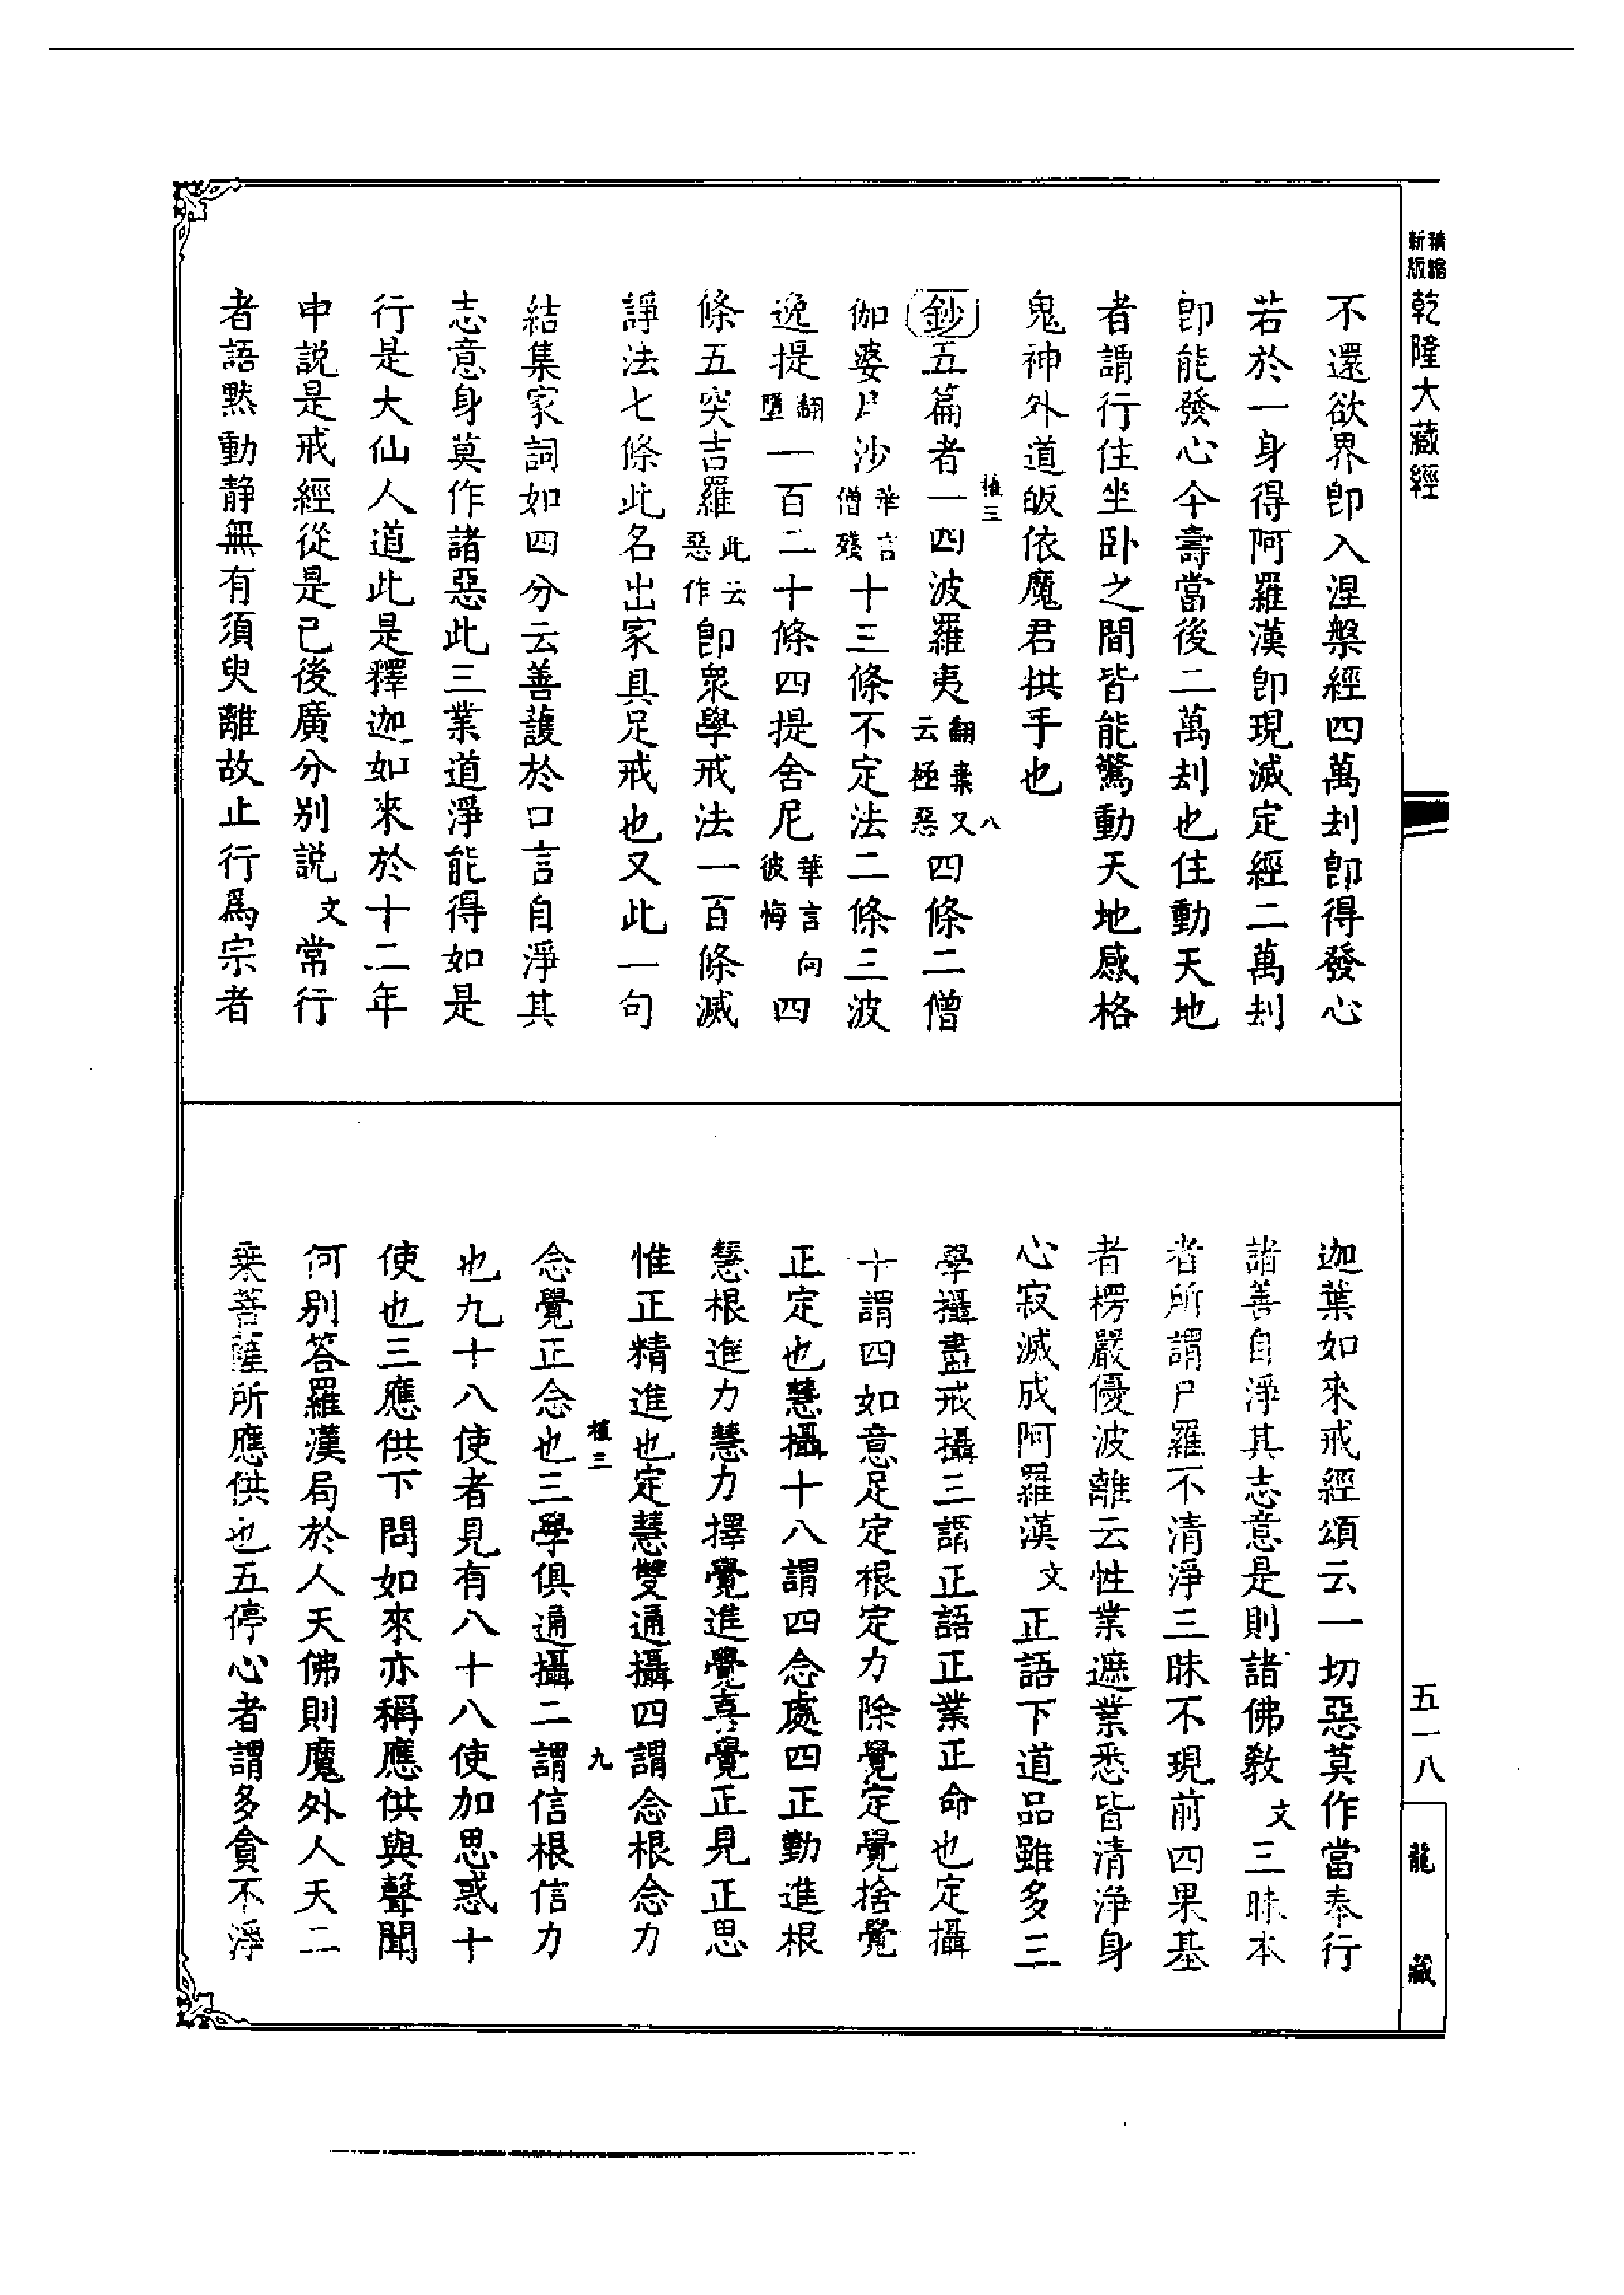 精縮新版 乾隆大藏經
不還欲界卽入涅槃經四萬刦卽得發心
若於一身得阿羅漢卽現滅定經二萬刦
卽能發心今壽當後二萬刦也住動天地
者謂行住坐卧之間皆能驚動天地感格
鬼神外道皈依魔君拱手也
三 八
鈔五篇者一四波羅夷翻棄又云極惡四條二僧
伽婆尸沙華言僧殘十三條不定法二條三波
逸提翻墮一百二十條四提舍尼華言向彼悔四
條五突吉羅此云惡作卽衆學戒法一百條滅
諍法七條此名出家具足戒也又此一句
結集家詞如四分云善護於口言自淨其
志意身莫作諸惡此三業道淨能得如是
行是大仙人道此是釋迦如來於十二年
中說是戒經從是已後廣分别說文常行
者語默動静無有須臾離故止行爲宗者
迦葉如來戒經頌云一切惡莫作當奉行
諸善自淨其志意是則諸佛教文三昧本
者所謂尸羅不清淨三昧不現前四果基
者楞嚴優波離云性業遮業悉皆清淨身
心寂滅成阿羅漢文正語下道品雖多三
學攝盡戒攝三謂正語正業正命也定攝
十謂四如意足定根定力除覺定覺捨覺
正定也慧攝十八謂四念處四正勤進根
慧根進力慧力擇覺進覺喜覺正見正思
惟正精進也定慧雙通攝四謂念根念力
三 九
念覺正念也三學俱通攝二謂信根信力
也九十八使者見有八十八使加思惑十
使也三應供下問如來亦稱應供與聲聞
何别答羅漢局於人天佛則魔外人天二
乗菩薩所應供也五停心者謂多貪不淨
五一八
龍藏